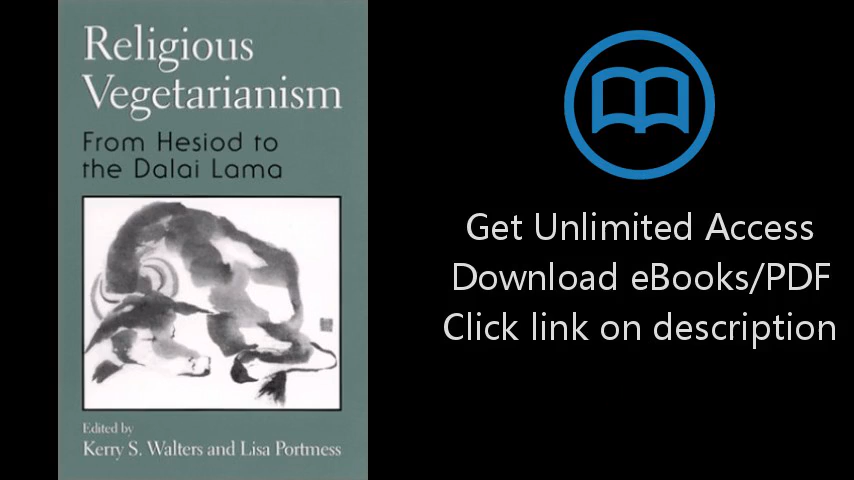 Religious
Vegetarianism
From Hesiod to
the Dalai Lama
Edited by
Kerry S. Walters and Lisa Portmess
Get Unlimited Access
Download eBooks/PDF
Click link on description